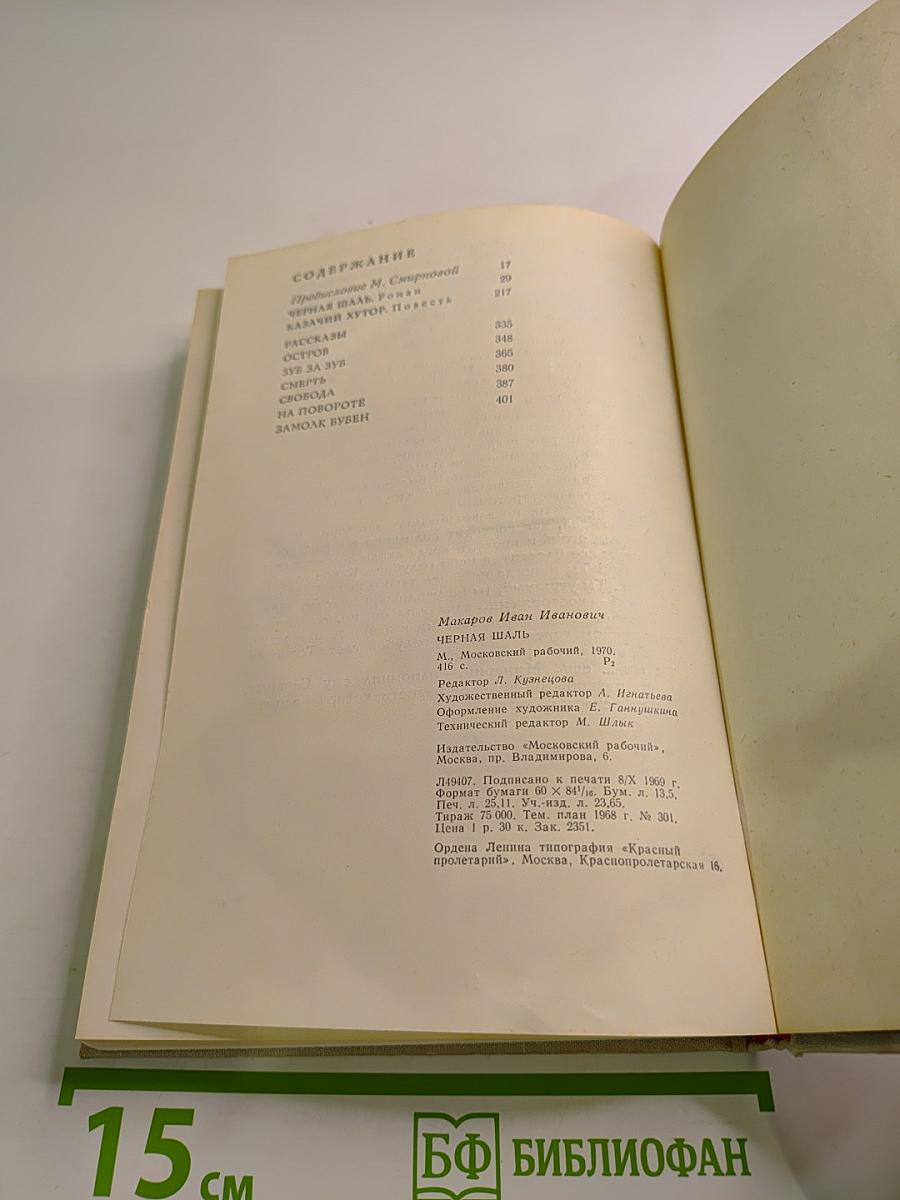 СОДЕРЖАНИЕ
Предисловие М. Смирновой 17
ЧЕРНАЯ ШАЛЬ. Роман 29
КАЗАЧИЙ ХУТОР. Повесть 217
РАССКАЗЫ
ОСТРОВ 335
ЗУБ ЗА ЗУБ 348
СМЕРТЬ 365
СВОБОДА 380
НА ПОВОРОТЕ 387
ЗАМОЛК БУБЕН 401
Макаров Иван Иванович
ЧЕРНАЯ ШАЛЬ
М., Московский рабочий, 1970.
416 с. Р₂
Редактор Л. Кузнецова
Художественный редактор А. Игнатьева
Оформление художника Е. Ганнушкина
Технический редактор М. Шлык
Издательство «Московский рабочий»,
Москва, пр. Владимирова, 6.
Л49407. Подписано к печати 8/X 1969 г.
Формат бумаги 60 × 84¹/₁₆. Бум. л. 13,5.
Печ. л. 25,11. Уч.-изд. л. 23,65.
Тираж 75 000. Тем. план 1968 г. № 301.
Цена 1 р. 30 к. Зак. 2351.
Ордена Ленина типография «Красный
пролетарий». Москва, Краснопролетарская 16.
15 см
БФ БИБЛИОФАН